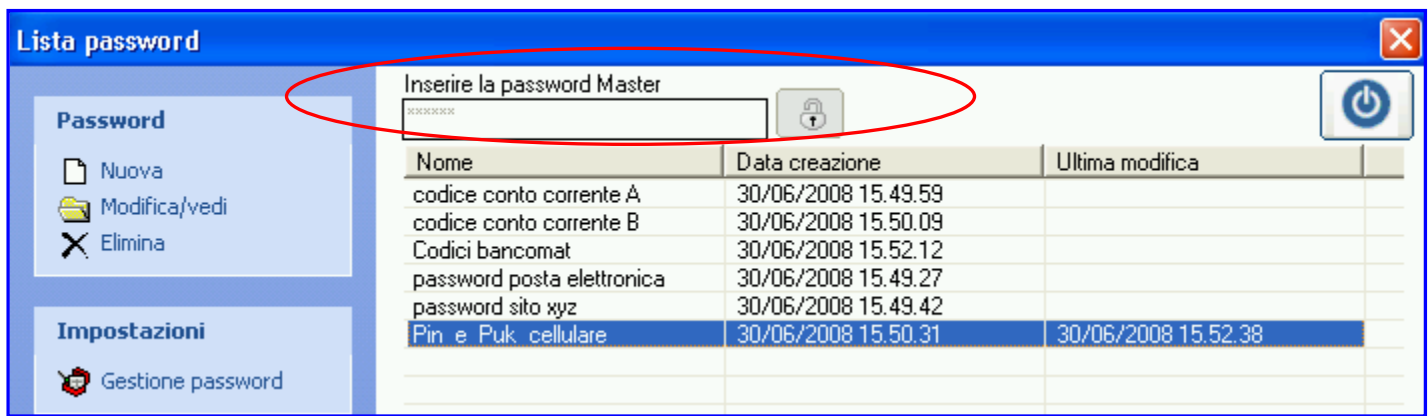 Lista password
Password
Nuova
Modifica/vedi
Elimina
Impostazioni
Gestione password
Inserire la password Master
××××××
Nome Data creazione Ultima modifica
codice conto corrente A 30/06/2008 15.49.59
codice conto corrente B 30/06/2008 15.50.09
Codici bancomat 30/06/2008 15.52.12
password posta elettronica 30/06/2008 15.49.27
password sito xyz 30/06/2008 15.49.42
Pin e Puk cellulare 30/06/2008 15.50.31 30/06/2008 15.52.38